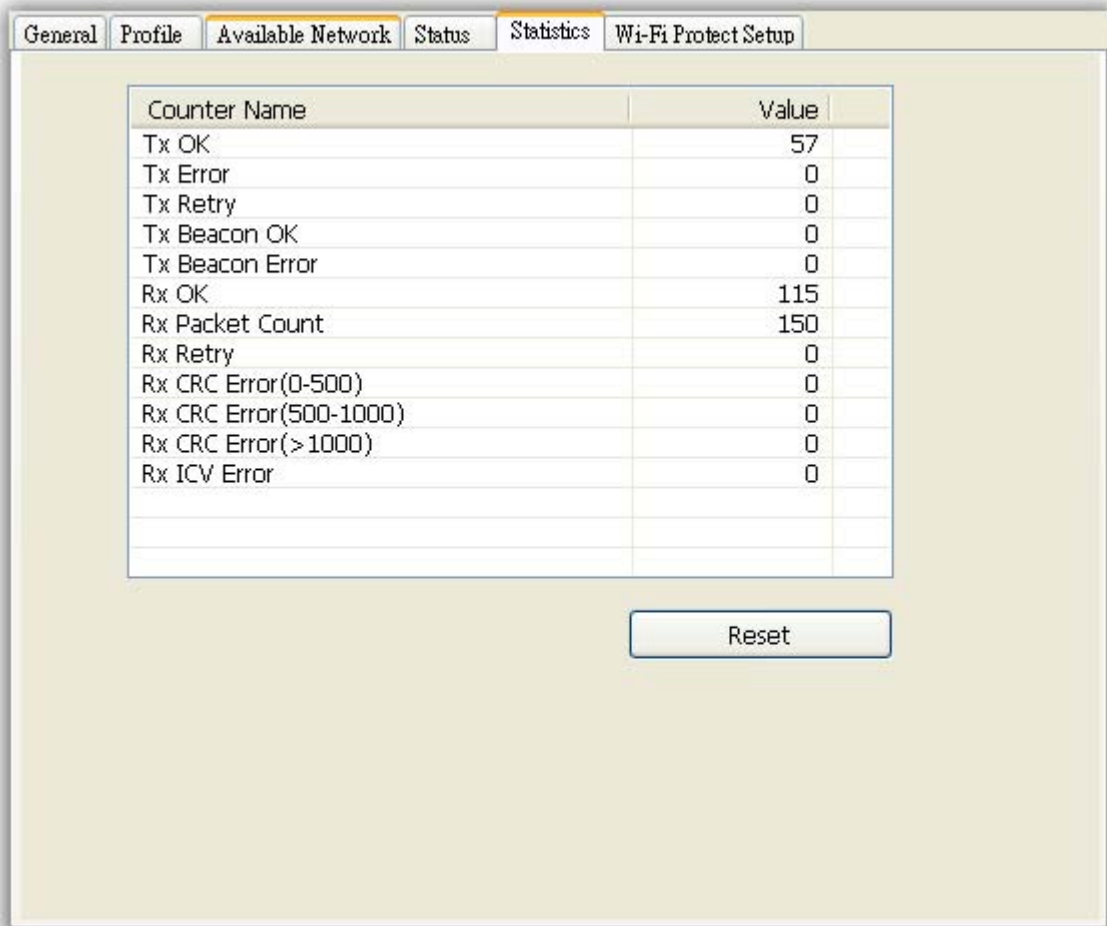 General Profile Available Network Status Statistics Wi-Fi Protect Setup
Counter Name Value
Tx OK 57
Tx Error 0
Tx Retry 0
Tx Beacon OK 0
Tx Beacon Error 0
Rx OK 115
Rx Packet Count 150
Rx Retry 0
Rx CRC Error(0-500) 0
Rx CRC Error(500-1000) 0
Rx CRC Error(>1000) 0
Rx ICV Error 0
Reset